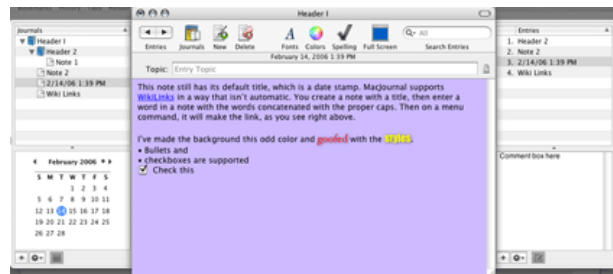 Header I
Journals
Header I
Header 2
Note 1
Note 2
2/14/06 1:39 PM
Wiki Links
February 2006
S M T W T F S
1 2 3 4
5 6 7 8 9 10 11
12 13 14 15 16 17 18
19 20 21 22 23 24 25
26 27 28
Entries Journals New Delete Fonts Colors Spelling Full Screen Search Entries
All
February 14, 2006 1:39 PM
Topic: Entry Topic
This note still has its default title, which is a date stamp. MacJournal supports
WikiLinks in a way that isn't automatic. You create a note with a title, then enter a
word in a note with the words concatenated with the proper caps. Then on a menu
command, it will make the link, as you see right above.
I've made the background this odd color and goofed with the styles.
• Bullets and
• checkboxes are supported
Check this
Entries
1. Header 2
2. Note 2
3. 2/14/06 1:39 PM
4. Wiki Links
Comment box here